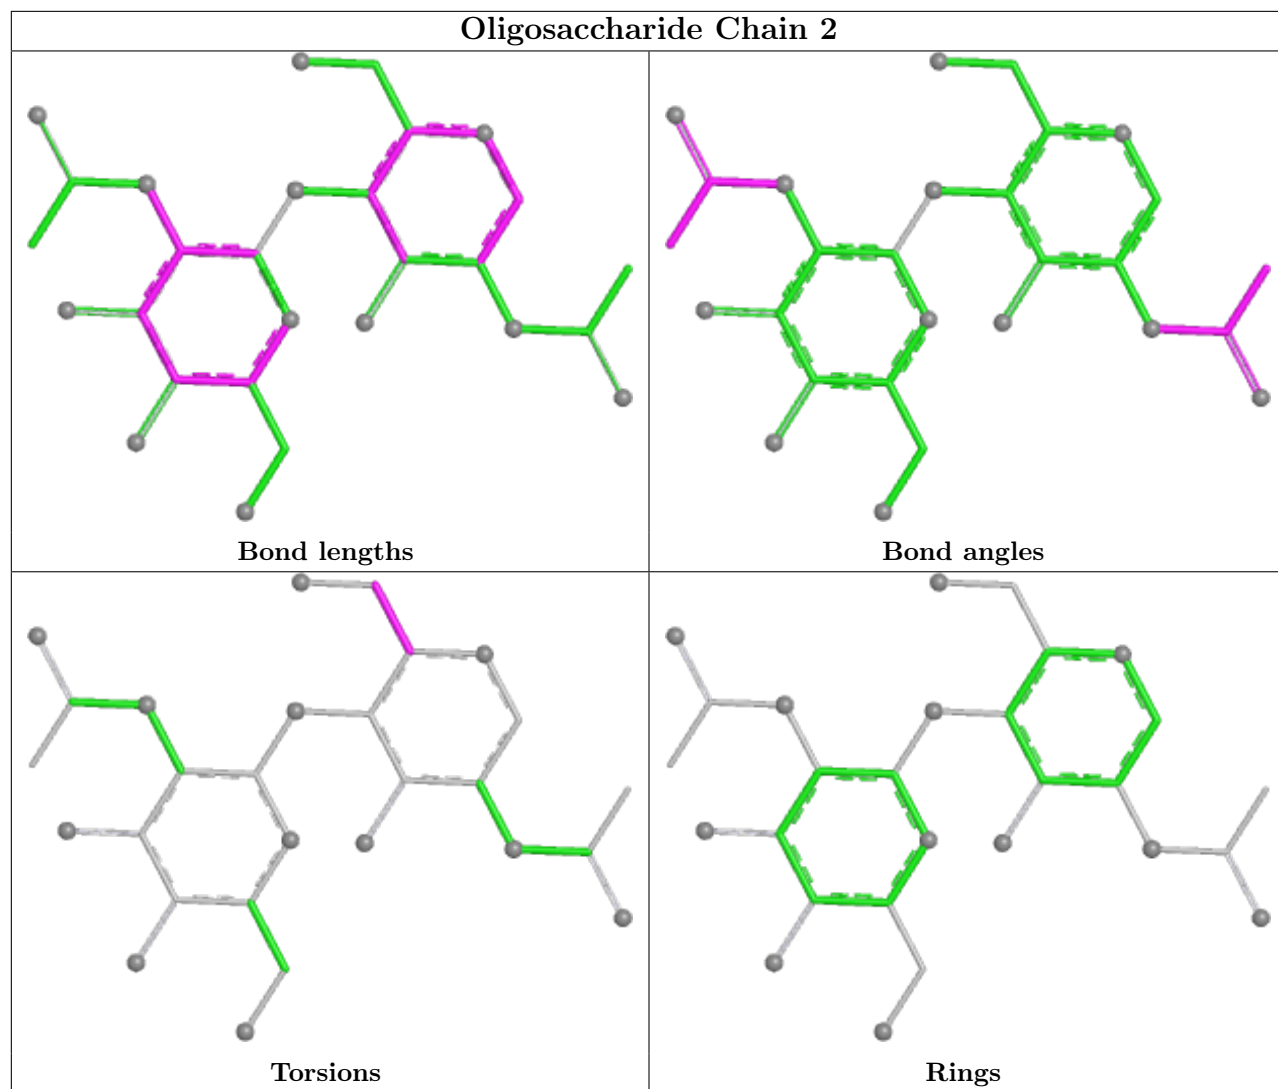 Oligosaccharide Chain 2
Bond lengths
Bond angles
Torsions
Rings